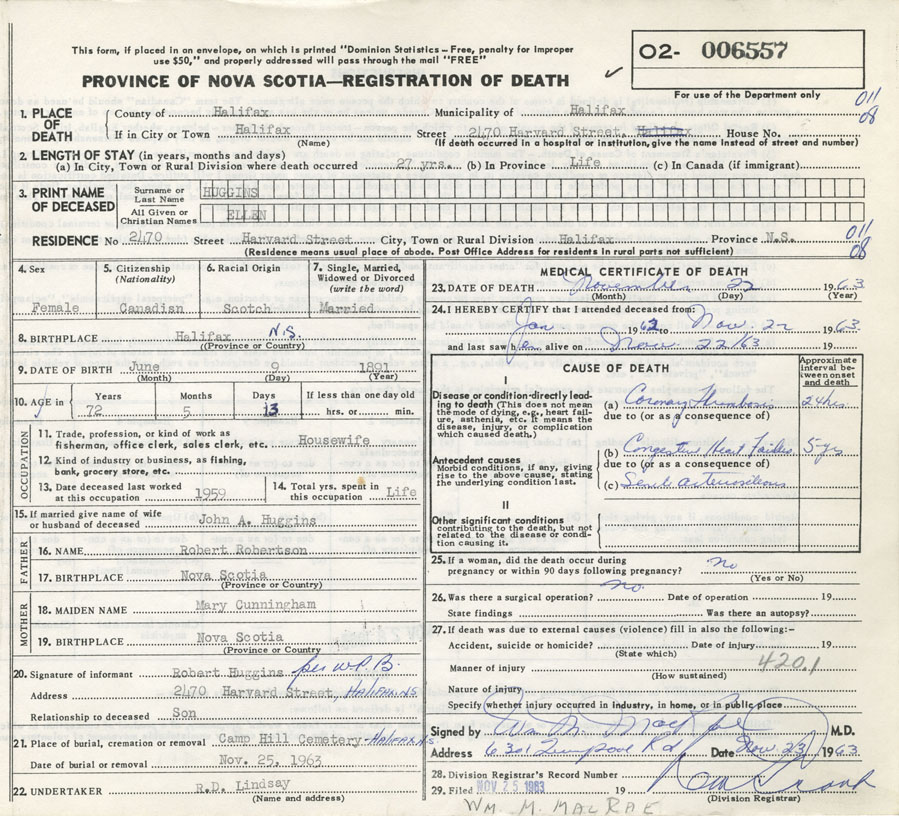 This form, if placed in an envelope, on which is printed "Dominion Statistics – Free, penalty for improper
use $50," and properly addressed will pass through the mail "FREE"
PROVINCE OF NOVA SCOTIA—REGISTRATION OF DEATH
✓
O2- 006557
For use of the Department only
011
08
1. PLACE OF DEATH
County of Halifax Municipality of Halifax
If in City or Town Halifax Street 2470 Harvard Street. Halifax House No.
(Name) (If death occurred in a hospital or institution, give the name instead of street and number)
2. LENGTH OF STAY (in years, months and days)
(a) In City, Town or Rural Division where death occurred 27 yrs. (b) In Province Life (c) In Canada (if immigrant)
3. PRINT NAME OF DECEASED
Surname or Last Name HUGGINS
All Given or Christian Names ELLEN
RESIDENCE No 2470 Street Harvard Street City, Town or Rural Division Halifax Province N.S.
011
08
(Residence means usual place of abode. Post Office Address for residents in rural parts not sufficient)
4. Sex
Female
5. Citizenship (Nationality)
Canadisn
6. Racial Origin
Scotch
7. Single, Married, Widowed or Divorced (write the word)
Married
8. BIRTHPLACE Halifax N.S.
(Province or Country)
9. DATE OF BIRTH June 9 1891
(Month) (Day) (Year)
10. AGE in Years Months Days If less than one day old
72 5 13 hrs. or min.
OCCUPATION
11. Trade, profession, or kind of work as fisherman, office clerk, sales clerk, etc. Housewife
12. Kind of industry or business, as fishing, bank, grocery store, etc.
13. Date deceased last worked at this occupation 1959
14. Total yrs. spent in this occupation Life
15. If married give name of wife or husband of deceased John A. Huggins
FATHER
16. NAME Robert Robertson
17. BIRTHPLACE Nova Scotia
(Province or Country)
MOTHER
18. MAIDEN NAME Mary Cunningham
19. BIRTHPLACE Nova Scotia
(Province or Country
20. Signature of informant Robert Huggins per W.P.B.
Address 2470 Harvard Street, HALIFAX N.S
Relationship to deceased Son
21. Place of burial, cremation or removal Camp Hill Cemetery-HALIFAX N.S
Date of burial or removal Nov. 25, 1963
22. UNDERTAKER R.D. Lindsay
(Name and address)
MEDICAL CERTIFICATE OF DEATH
23. DATE OF DEATH November 22 1963
(Month) (Day) (Year)
24. I HEREBY CERTIFY that I attended deceased from:
Jan 1962 to Nov. 22 1963.
and last saw her alive on Nov. 22/63 19
CAUSE OF DEATH
Approximate interval between onset and death
I
Disease or condition directly leading to death (This does not mean the mode of dying, e.g., heart failure, asthenia, etc. It means the disease, injury, or complication which caused death.)
(a) Coronary Thrombosis 24 hrs.
due to (or as a consequence of)
Antecedent causes
Morbid conditions, if any, giving rise to the above cause, stating the underlying condition last.
(b) Congestive Heart Failure 5 yrs
due to (or as a consequence of)
(c) Senile arteriosclerosis
II
Other significant conditions
contributing to the death, but not related to the disease or condition causing it.
25. If a woman, did the death occur during pregnancy or within 90 days following pregnancy? no
(Yes or No)
26. Was there a surgical operation? no. Date of operation 19
State findings Was there an autopsy?
27. If death was due to external causes (violence) fill in also the following:–
Accident, suicide or homicide? Date of injury 19
(State which)
Manner of injury 420.1
(How sustained)
Nature of injury
Specify whether injury occurred in industry, in home, or in public place
Signed by M.D.
Address Date Nov 23 1963.
28. Division Registrar's Record Number
29. Filed NOV 25 1963 19
(Division Registrar)
WM. M. MACRAE